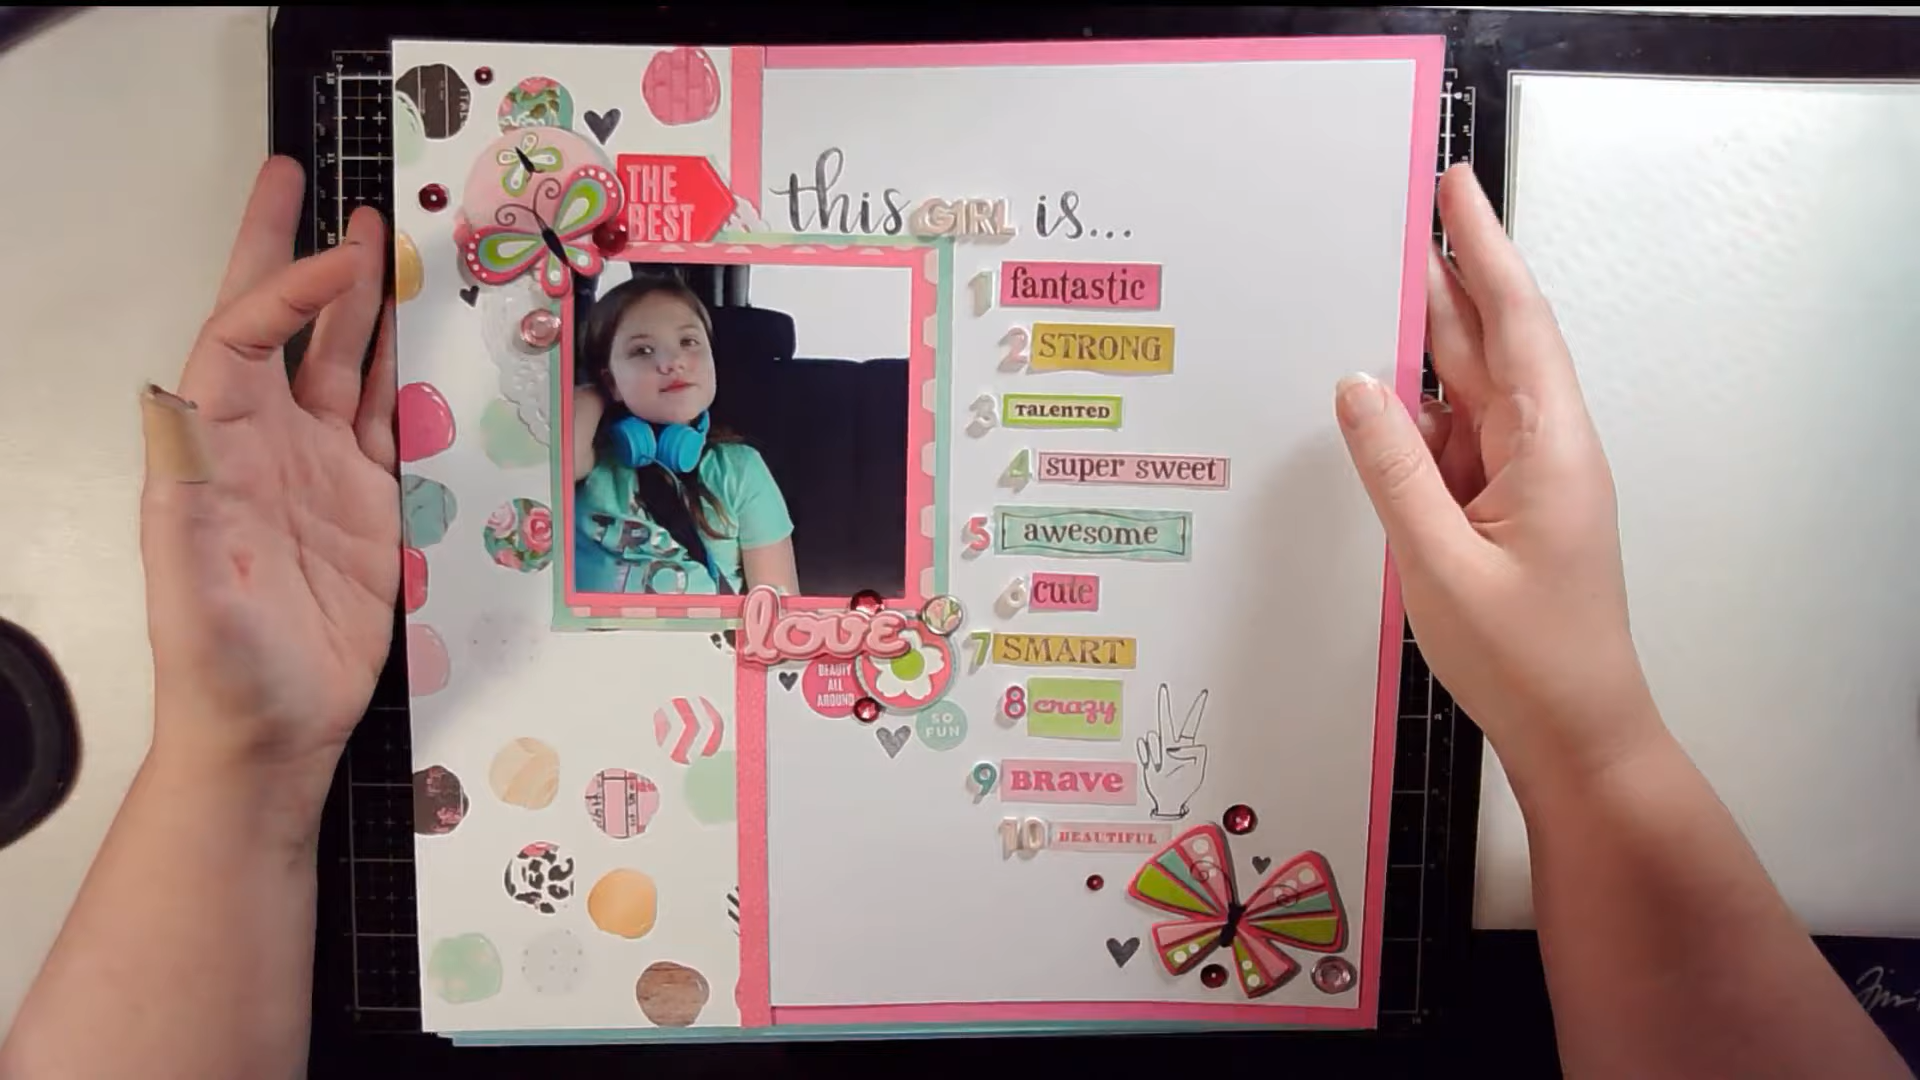 THE
BEST
this GIRL is...
1 fantastic
2 STRONG
3 TALENTED
4 super sweet
5 awesome
6 cute
7 SMART
8 crazy
9 BRAVE
10 BEAUTIFUL
love
BEAUTY
ALL
AROUND
SO
FUN